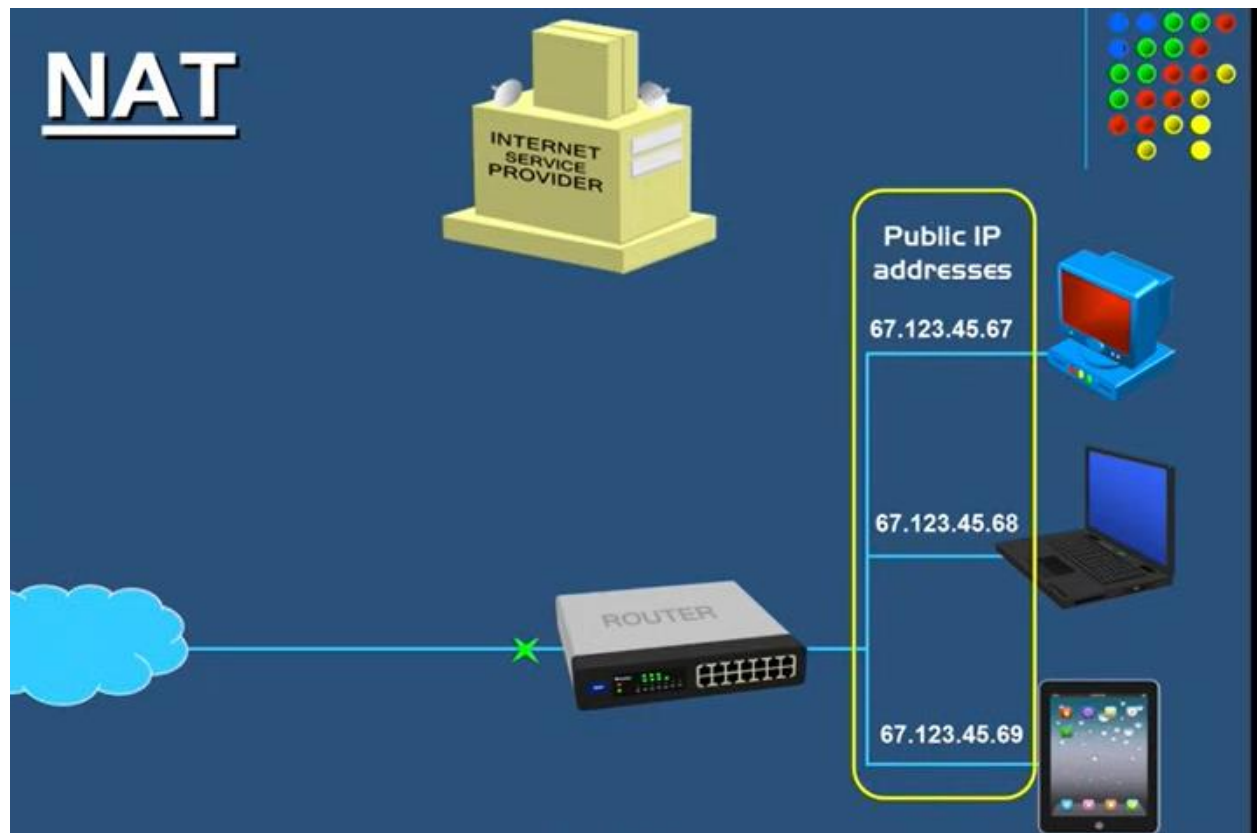 NAT
INTERNET
SERVICE
PROVIDER
Public IP
addresses
67.123.45.67
67.123.45.68
ROUTER
67.123.45.69